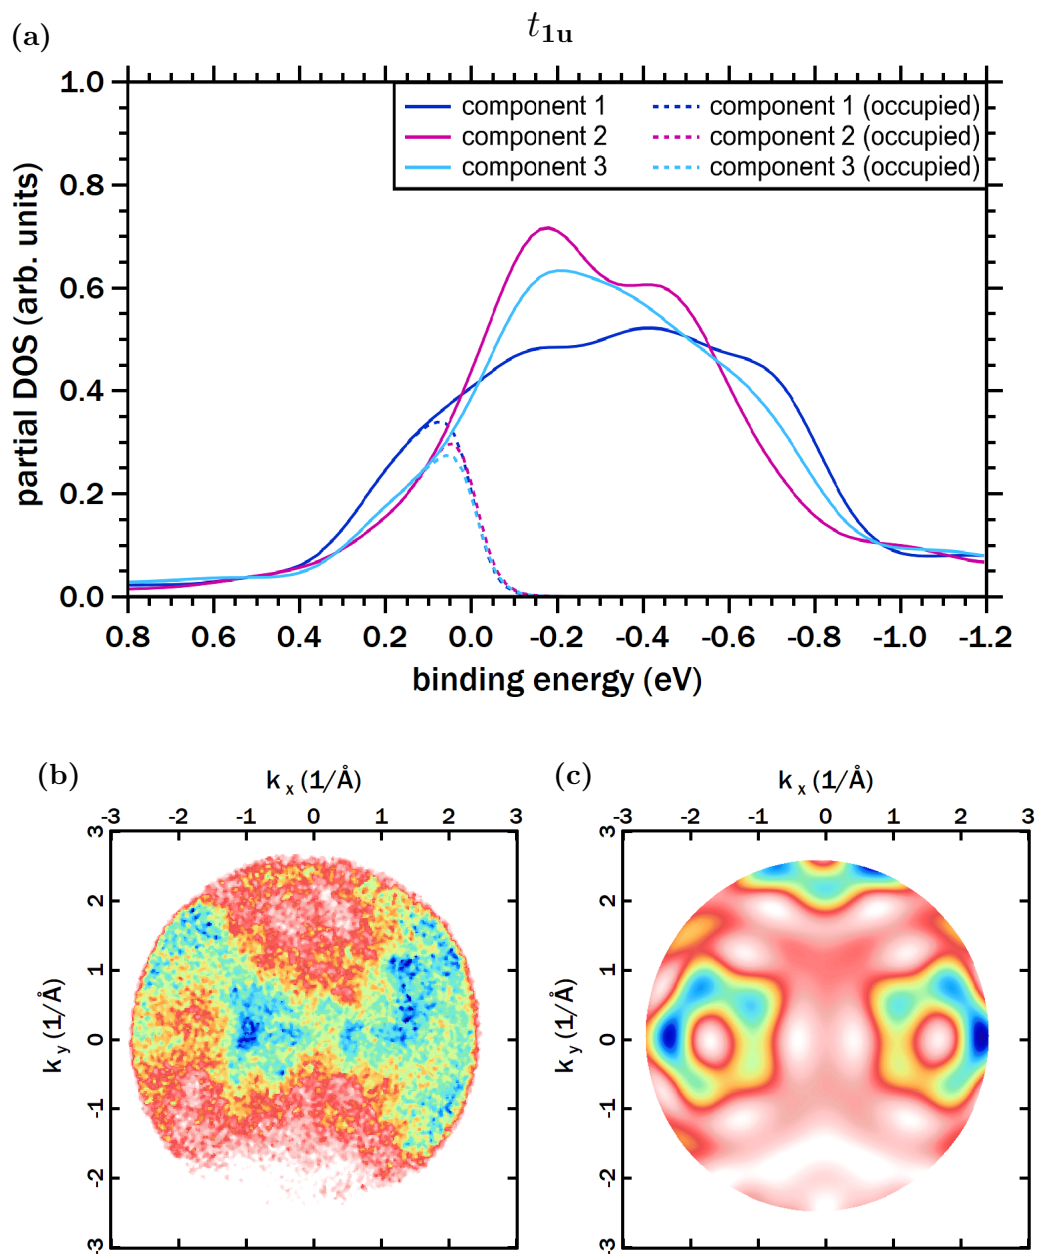 (a)
t1u
component 1
component 2
component 3
component 1 (occupied)
component 2 (occupied)
component 3 (occupied)
partial DOS (arb. units)
1.0
0.8
0.6
0.4
0.2
0.0
0.8 0.6 0.4 0.2 0.0 -0.2 -0.4 -0.6 -0.8 -1.0 -1.2
binding energy (eV)
(b)
k x (1/Å)
-3 -2 -1 0 1 2 3
k y (1/Å)
3
2
1
0
-1
-2
-3
(c)
k x (1/Å)
-3 -2 -1 0 1 2 3
k y (1/Å)
3
2
1
0
-1
-2
-3